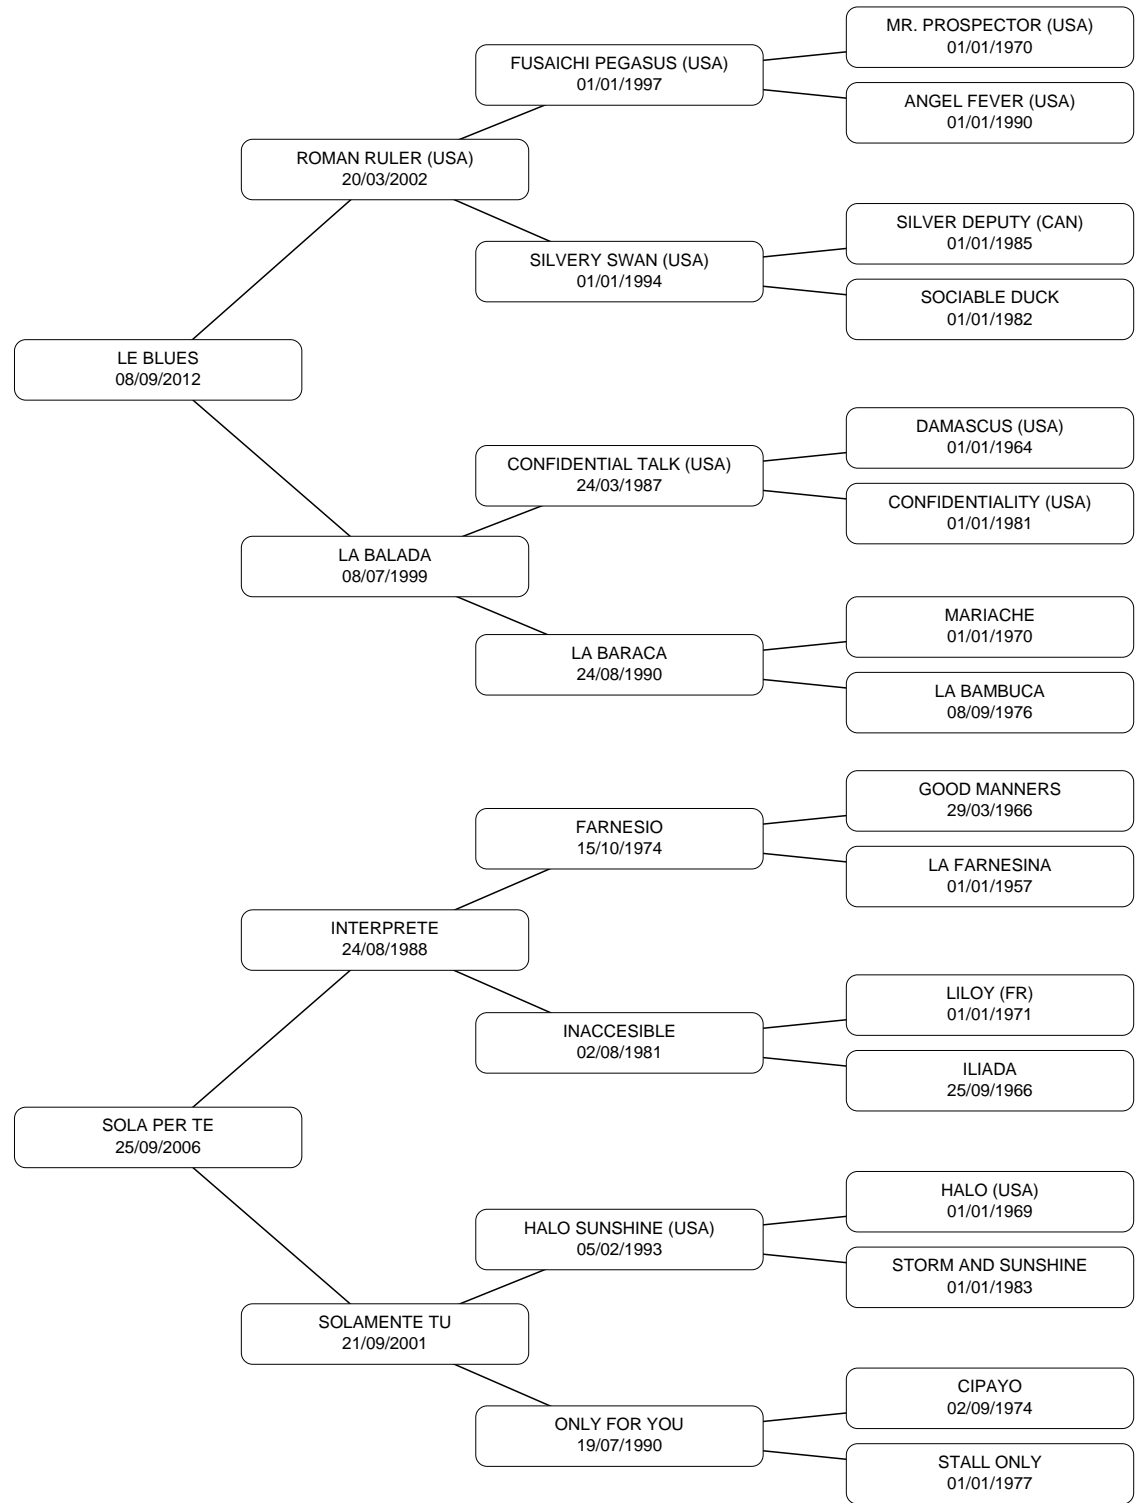 MR. PROSPECTOR (USA)
01/01/1970
FUSAICHI PEGASUS (USA)
01/01/1997
ANGEL FEVER (USA)
01/01/1990
ROMAN RULER (USA)
20/03/2002
SILVER DEPUTY (CAN)
01/01/1985
SILVERY SWAN (USA)
01/01/1994
SOCIABLE DUCK
01/01/1982
LE BLUES
08/09/2012
DAMASCUS (USA)
01/01/1964
CONFIDENTIAL TALK (USA)
24/03/1987
CONFIDENTIALITY (USA)
01/01/1981
LA BALADA
08/07/1999
MARIACHE
01/01/1970
LA BARACA
24/08/1990
LA BAMBUCA
08/09/1976
GOOD MANNERS
29/03/1966
FARNESIO
15/10/1974
LA FARNESINA
01/01/1957
INTERPRETE
24/08/1988
LILOY (FR)
01/01/1971
INACCESIBLE
02/08/1981
ILIADA
25/09/1966
SOLA PER TE
25/09/2006
HALO (USA)
01/01/1969
HALO SUNSHINE (USA)
05/02/1993
STORM AND SUNSHINE
01/01/1983
SOLAMENTE TU
21/09/2001
CIPAYO
02/09/1974
ONLY FOR YOU
19/07/1990
STALL ONLY
01/01/1977